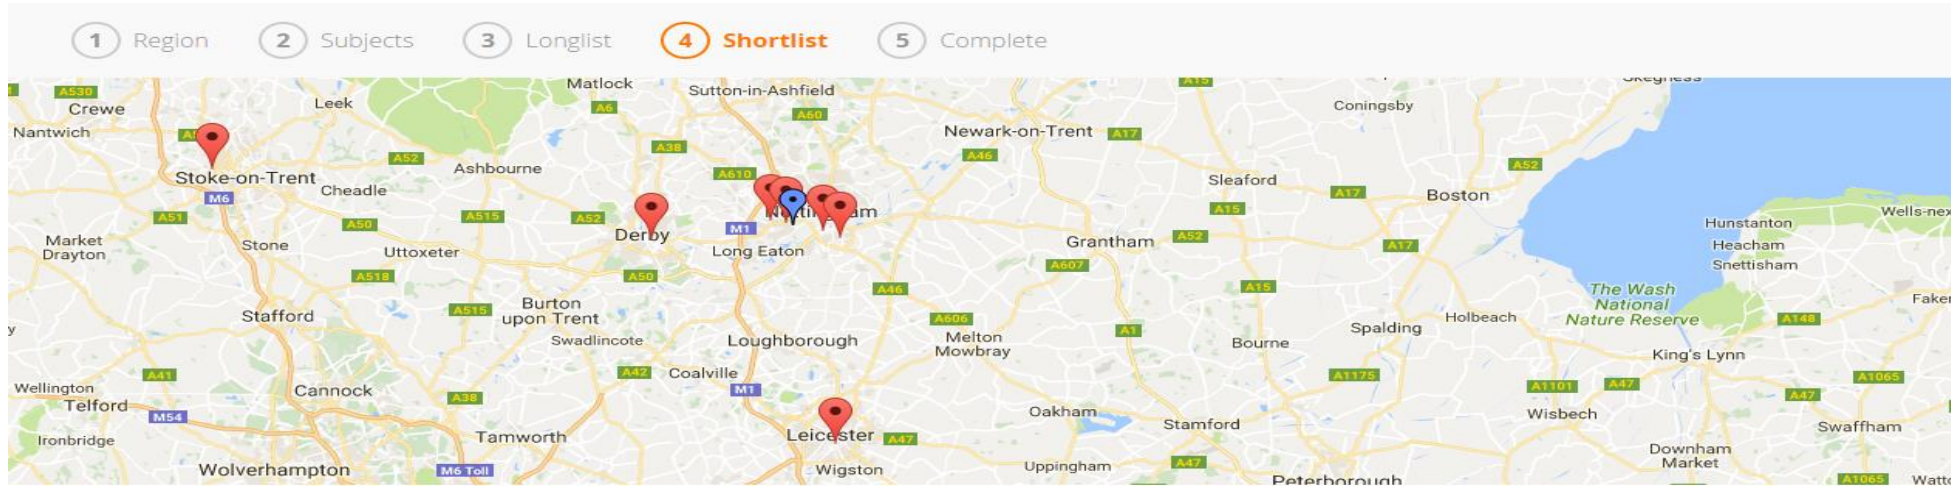 1 Region 2 Subjects 3 Longlist 4 Shortlist 5 Complete
Matlock
A15
A530
Leek
Sutton-in-Ashfield
Crewe
A6
A60
Coningsby
Nantwich
Newark-on-Trent
A17
A38
A52
A46
A52
Ashbourne
A610
Stoke-on-Trent
Cheadle
Sleaford
A17
Boston
M6
A51
A50
A515
A52
Derby
M1
A15
Hunstanton
Wells-nex
Market
Drayton
Stone
Uttoxeter
Long Eaton
Grantham
A52
A17
Heacham
Snettisham
A518
A50
A607
A46
A15
The Wash
National
Nature Reserve
Burton
upon Trent
A515
Stafford
A606
A1
Spalding
Holbeach
A148
Swadlincote
Loughborough
Melton
Mowbray
Bourne
King's Lynn
A41
A42
Coalville
M1
A1175
A1101
A47
A1065
Wellington
Telford
M54
Cannock
A38
A47
Oakham
Wisbech
Stamford
Swaffham
Ironbridge
Tamworth
Leicester
A47
Downham
Market
Wolverhampton
M6 Toll
Wigston
Uppingham
A47
Peterborough
A1065